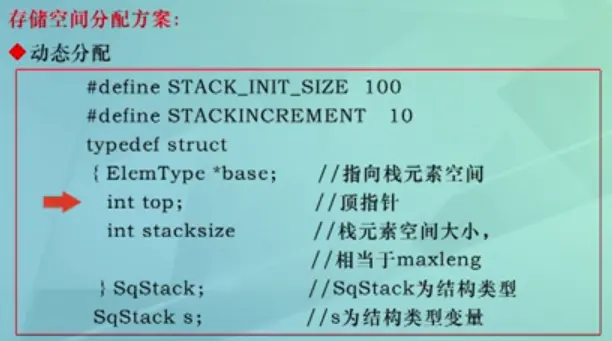 存储空间分配方案:
◆动态分配
#define STACK_INIT_SIZE 100
#define STACKINCREMENT 10
typedef struct
{ElemType *base; //指向栈元素空间
int top; //顶指针
int stacksize //栈元素空间大小,
//相当于maxleng
}SqStack; //SqStack为结构类型
SqStack s; //s为结构类型变量